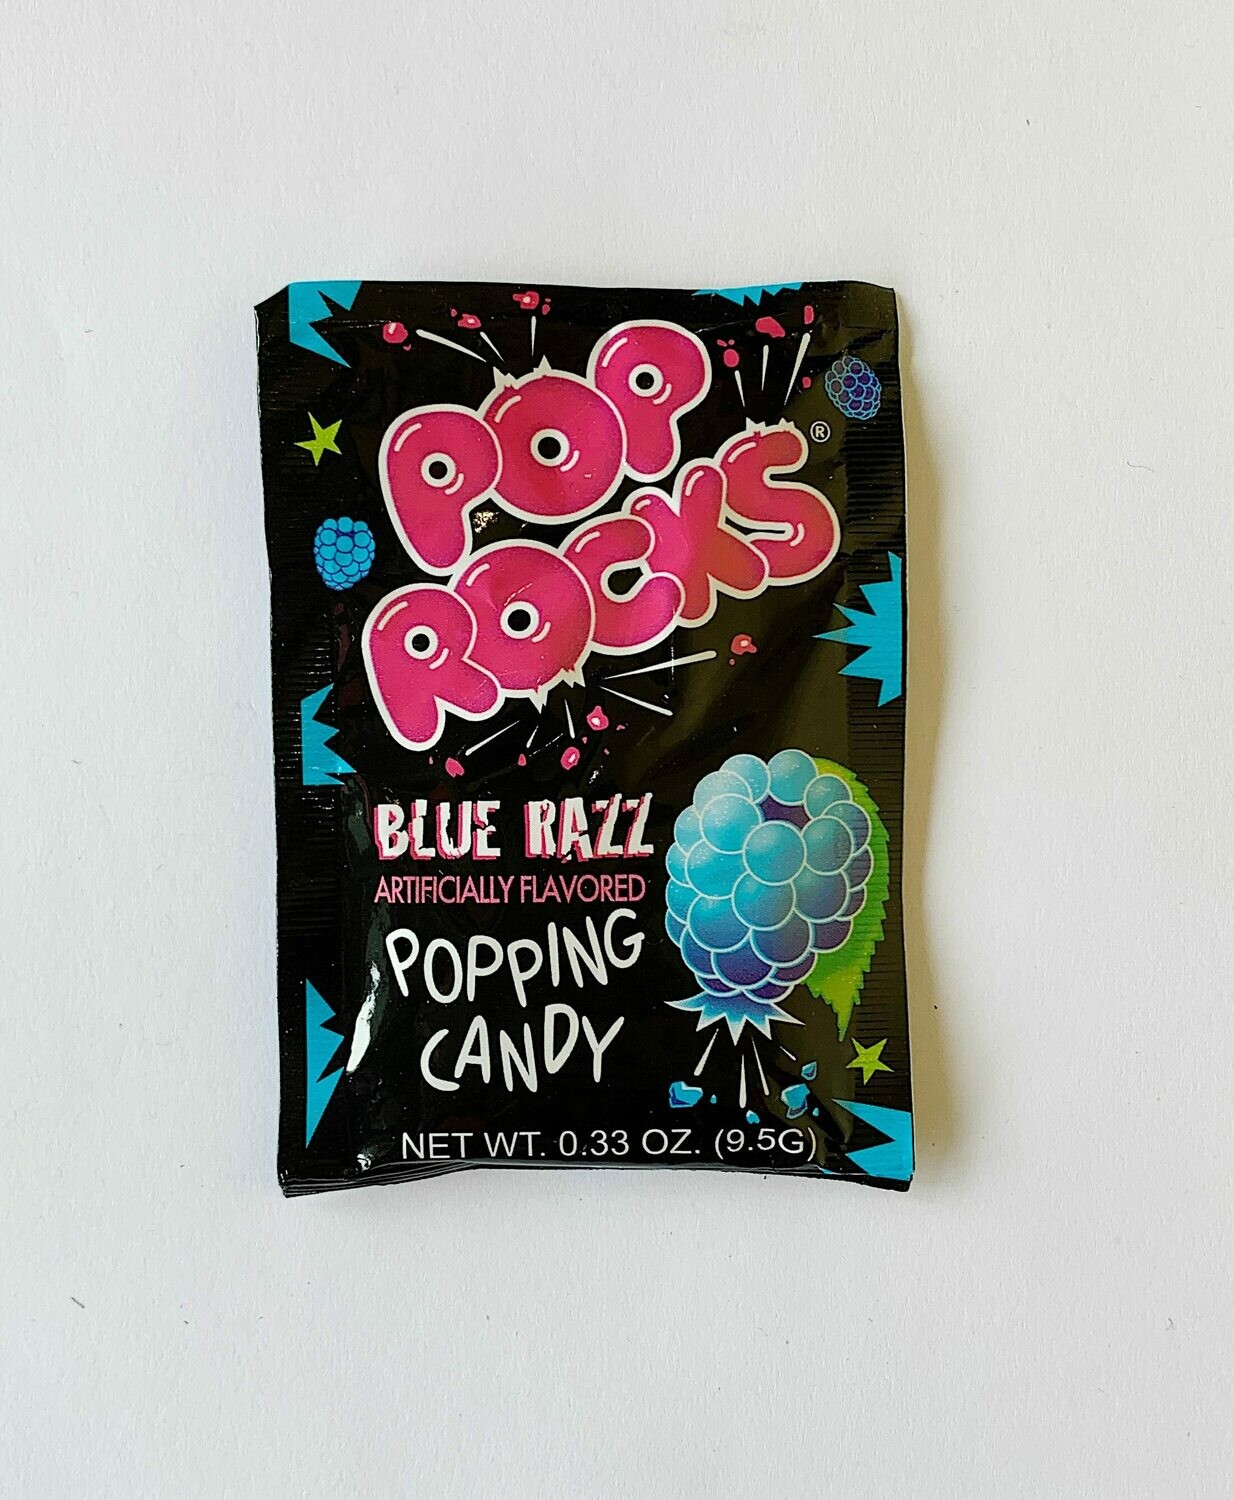 POP
ROCKS®
BLUE RAZZ
ARTIFICIALLY FLAVORED
POPPING
CANDY
NET WT. 0.33 OZ. (9.5G)